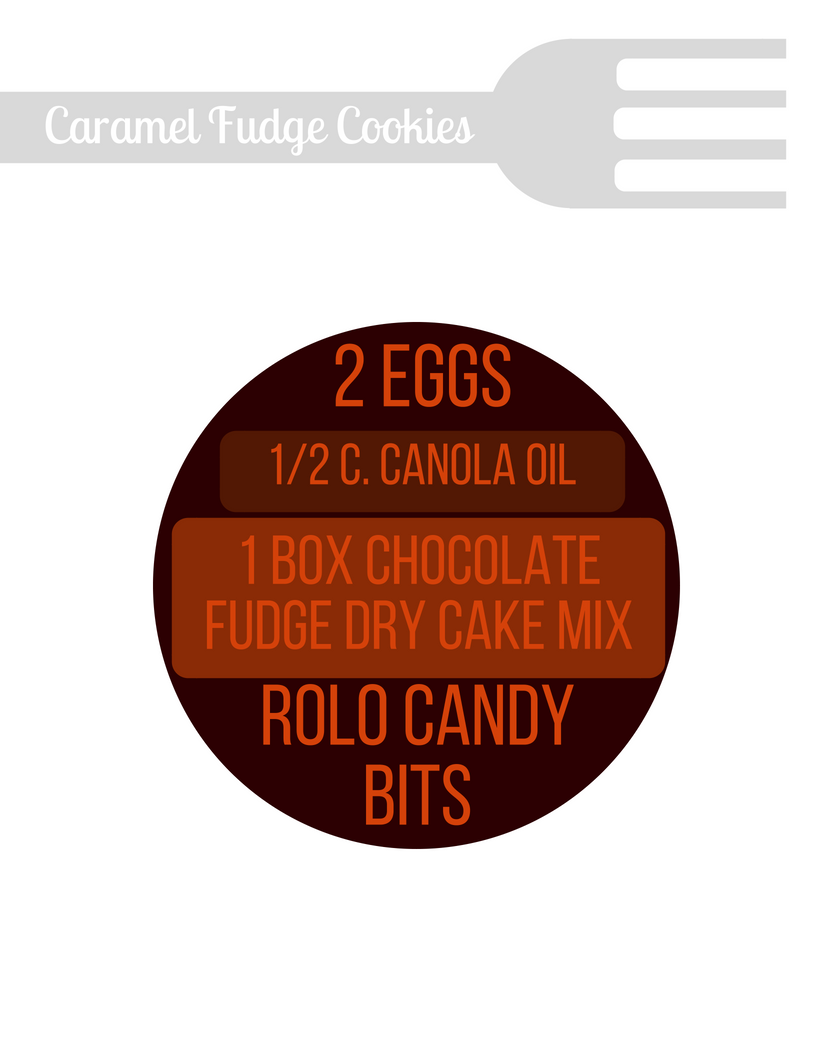 Caramel Fudge Cookies
2 EGGS
1/2 C. CANOLA OIL
1 BOX CHOCOLATE
FUDGE DRY CAKE MIX
ROLO CANDY
BITS